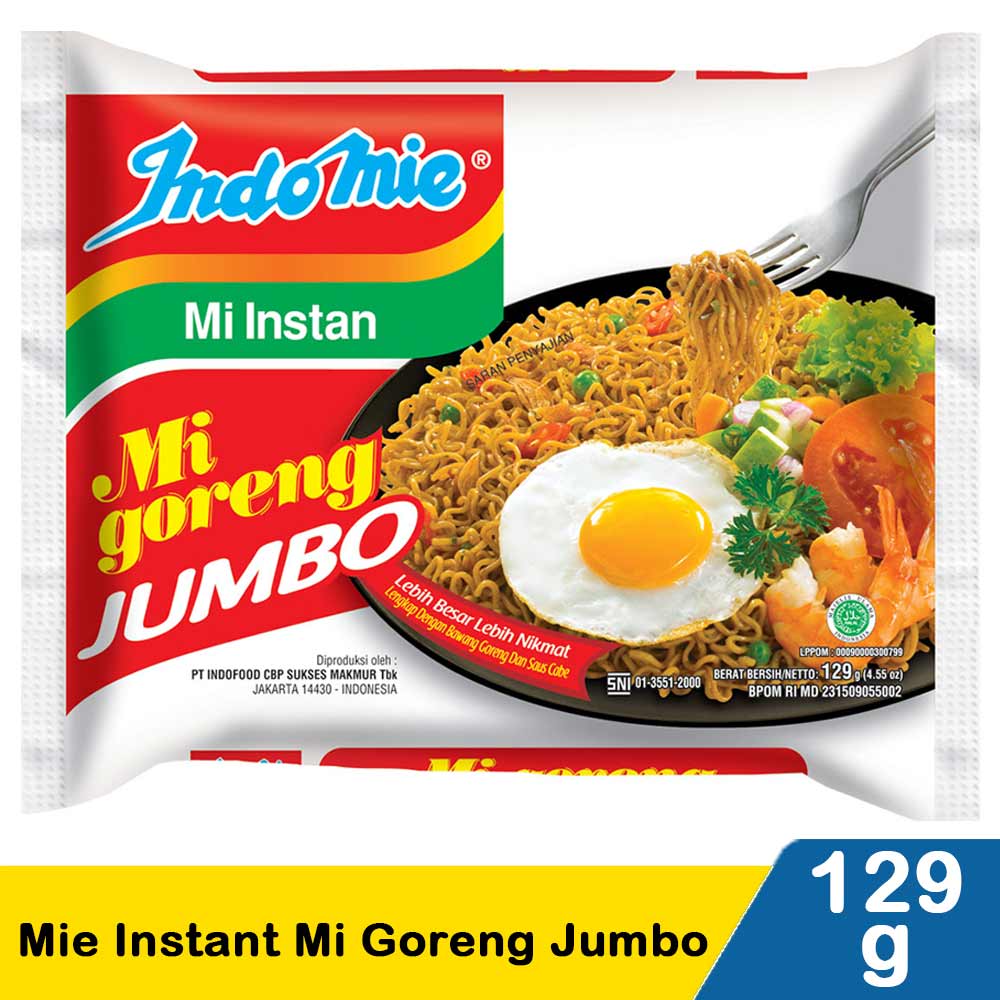 IndoMie®
Mi Instan
Mi
goreng
JUMBO
SARAN PENYAJIAN
Lebih Besar Lebih Nikmat
Lengkap Dengan Bawang Goreng Dan Saus Cabe
Diproduksi oleh :
PT INDOFOOD CBP SUKSES MAKMUR Tbk
JAKARTA 14430 - INDONESIA
SNI 01-3551-2000
LPPOM : 00090000300799
BERAT BERSIH/NETTO: 129 g (4.55 oz)
BPOM RI MD 231509055002
Mi goreng
Mie Instant Mi Goreng Jumbo
129
g